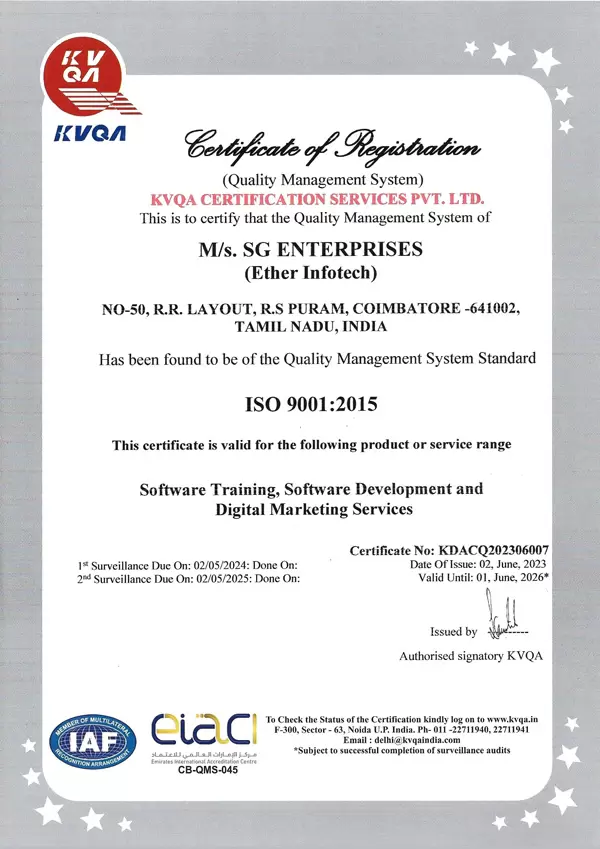 KV
QA
KVQA
Certificate of Registration
(Quality Management System)
KVQA CERTIFICATION SERVICES PVT. LTD.
This is to certify that the Quality Management System of
M/s. SG ENTERPRISES
(Ether Infotech)
NO-50, R.R. LAYOUT, R.S PURAM, COIMBATORE -641002,
TAMIL NADU, INDIA
Has been found to be of the Quality Management System Standard
ISO 9001:2015
This certificate is valid for the following product or service range
Software Training, Software Development and
Digital Marketing Services
Certificate No: KDACQ202306007
1st Surveillance Due On: 02/05/2024: Done On:
Date Of Issue: 02, June, 2023
2nd Surveillance Due On: 02/05/2025: Done On:
Valid Until: 01, June, 2026*
Issued by
Authorised signatory KVQA
MEMBER OF MULTILATERAL
IAF
RECOGNITION ARRANGEMENT
eiac
مركز الإمارات العالمي للاعتماد
Emirates International Accreditation Centre
CB-QMS-045
To Check the Status of the Certification kindly log on to www.kvqa.in
F-300, Sector - 63, Noida U.P. India. Ph- 011 -22711940, 22711941
Email : delhi@kvqaindia.com
*Subject to successful completion of surveillance audits